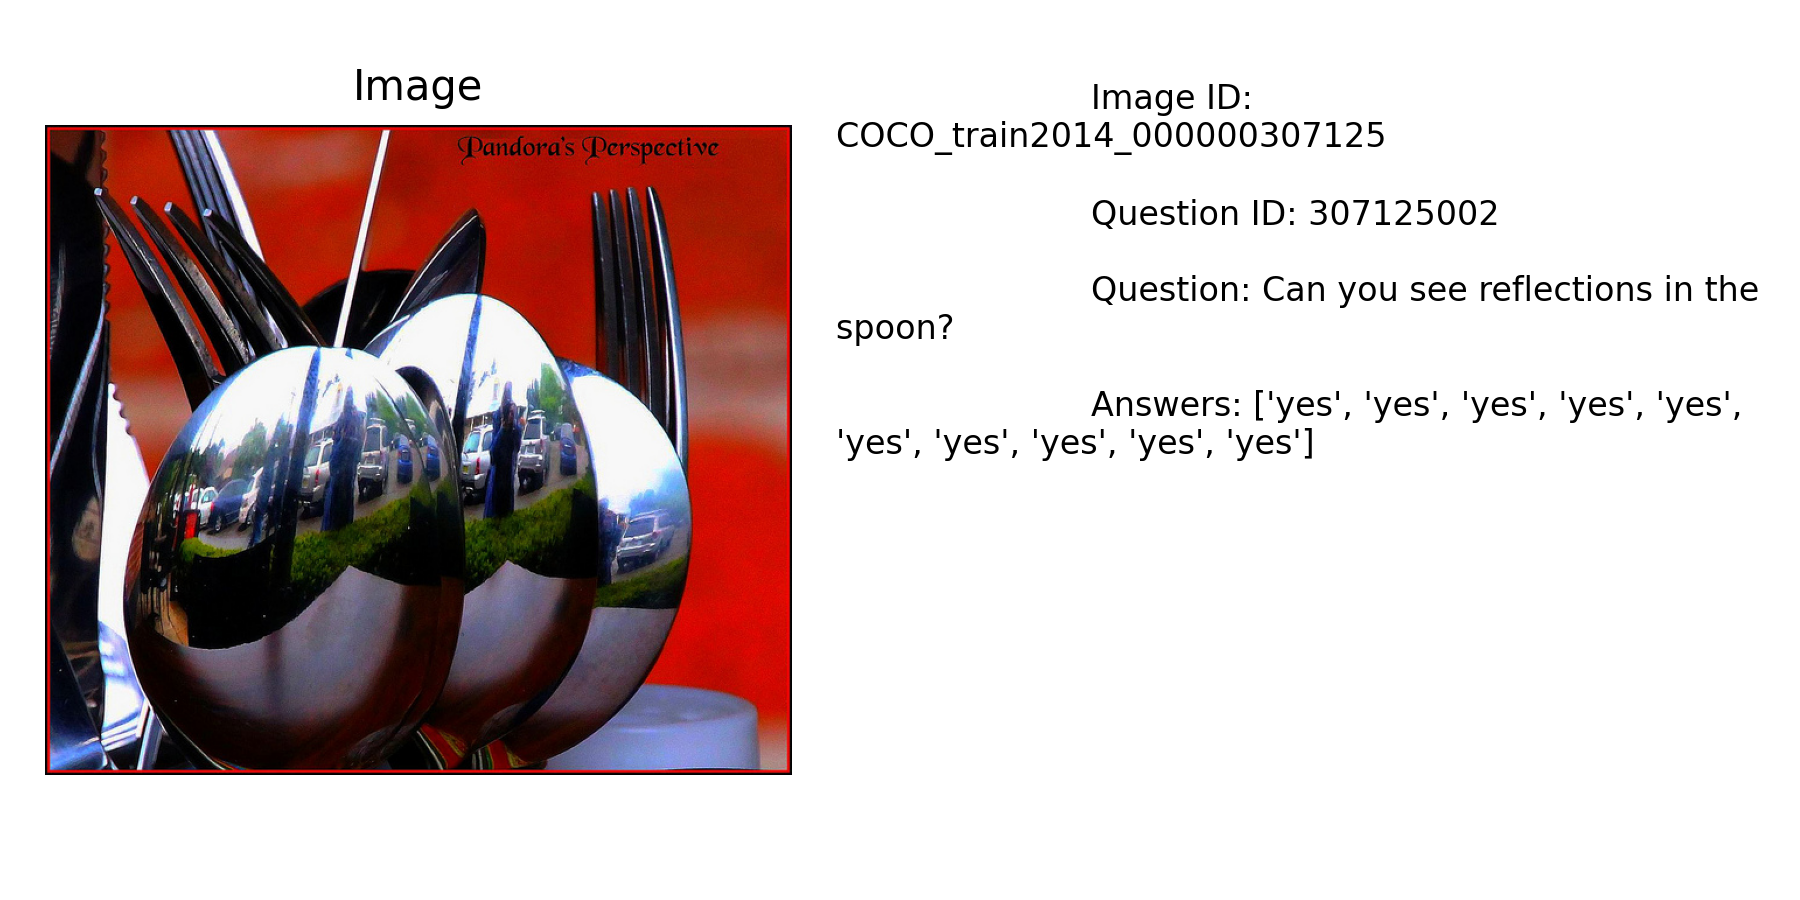 Image
Pandora's Perspective
Image ID:
COCO_train2014_000000307125
Question ID: 307125002
Question: Can you see reflections in the
spoon?
Answers: ['yes', 'yes', 'yes', 'yes', 'yes',
'yes', 'yes', 'yes', 'yes', 'yes']